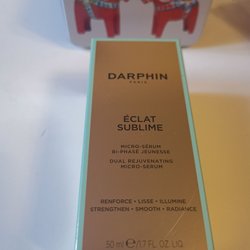 DARPHIN
PARIS
ÉCLAT
SUBLIME
MICRO-SÉRUM
BI-PHASÉ JEUNESSE
DUAL REJUVENATING
MICRO-SERUM
RENFORCE • LISSE • ILLUMINE
STRENGTHEN • SMOOTH • RADIANCE
50 ml ℮/1.7 FL.OZ. LIQ.